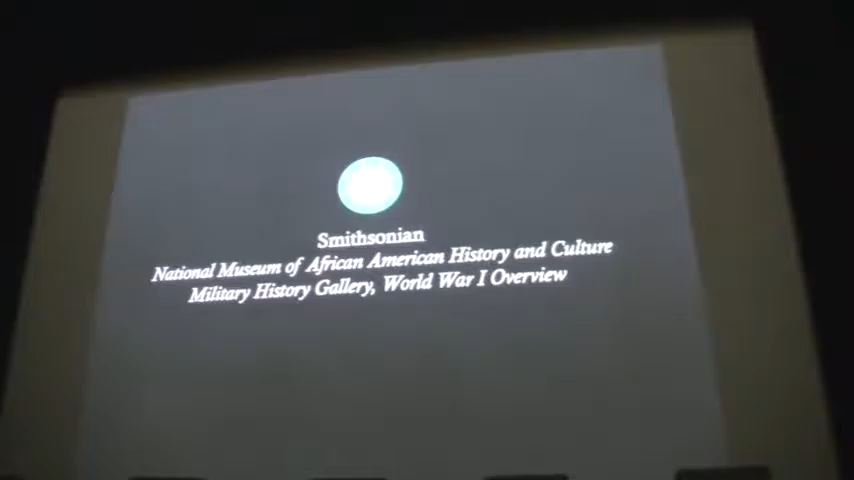 Smithsonian
National Museum of African American History and Culture
Military History Gallery, World War I Overview